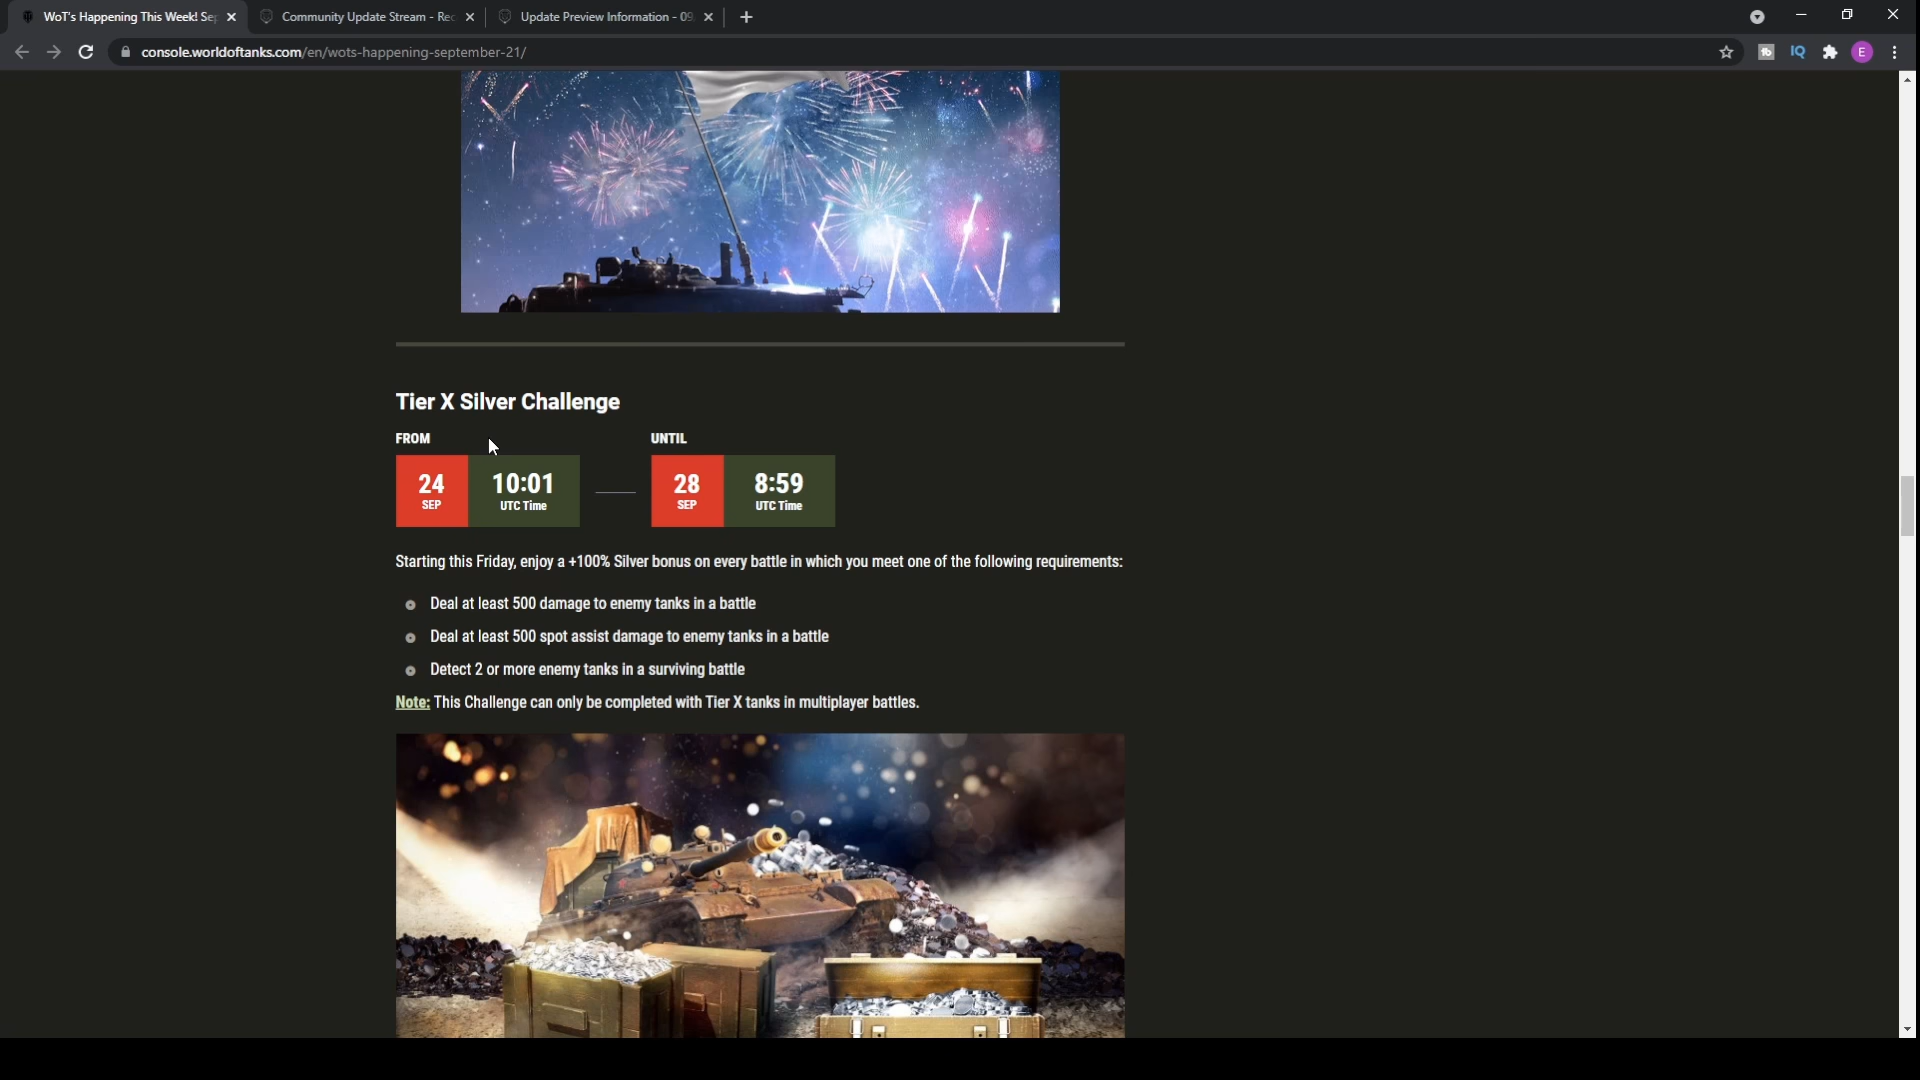 WoT's Happening This Week! Se
Community Update Stream - Rec
Update Preview Information - 09
console.worldoftanks.com/en/wots-happening-september-21/
IQ
E
Tier X Silver Challenge
FROM
UNTIL
24 SEP
10:01 UTC Time
28 SEP
8:59 UTC Time
Starting this Friday, enjoy a +100% Silver bonus on every battle in which you meet one of the following requirements:
Deal at least 500 damage to enemy tanks in a battle
Deal at least 500 spot assist damage to enemy tanks in a battle
Detect 2 or more enemy tanks in a surviving battle
Note: This Challenge can only be completed with Tier X tanks in multiplayer battles.